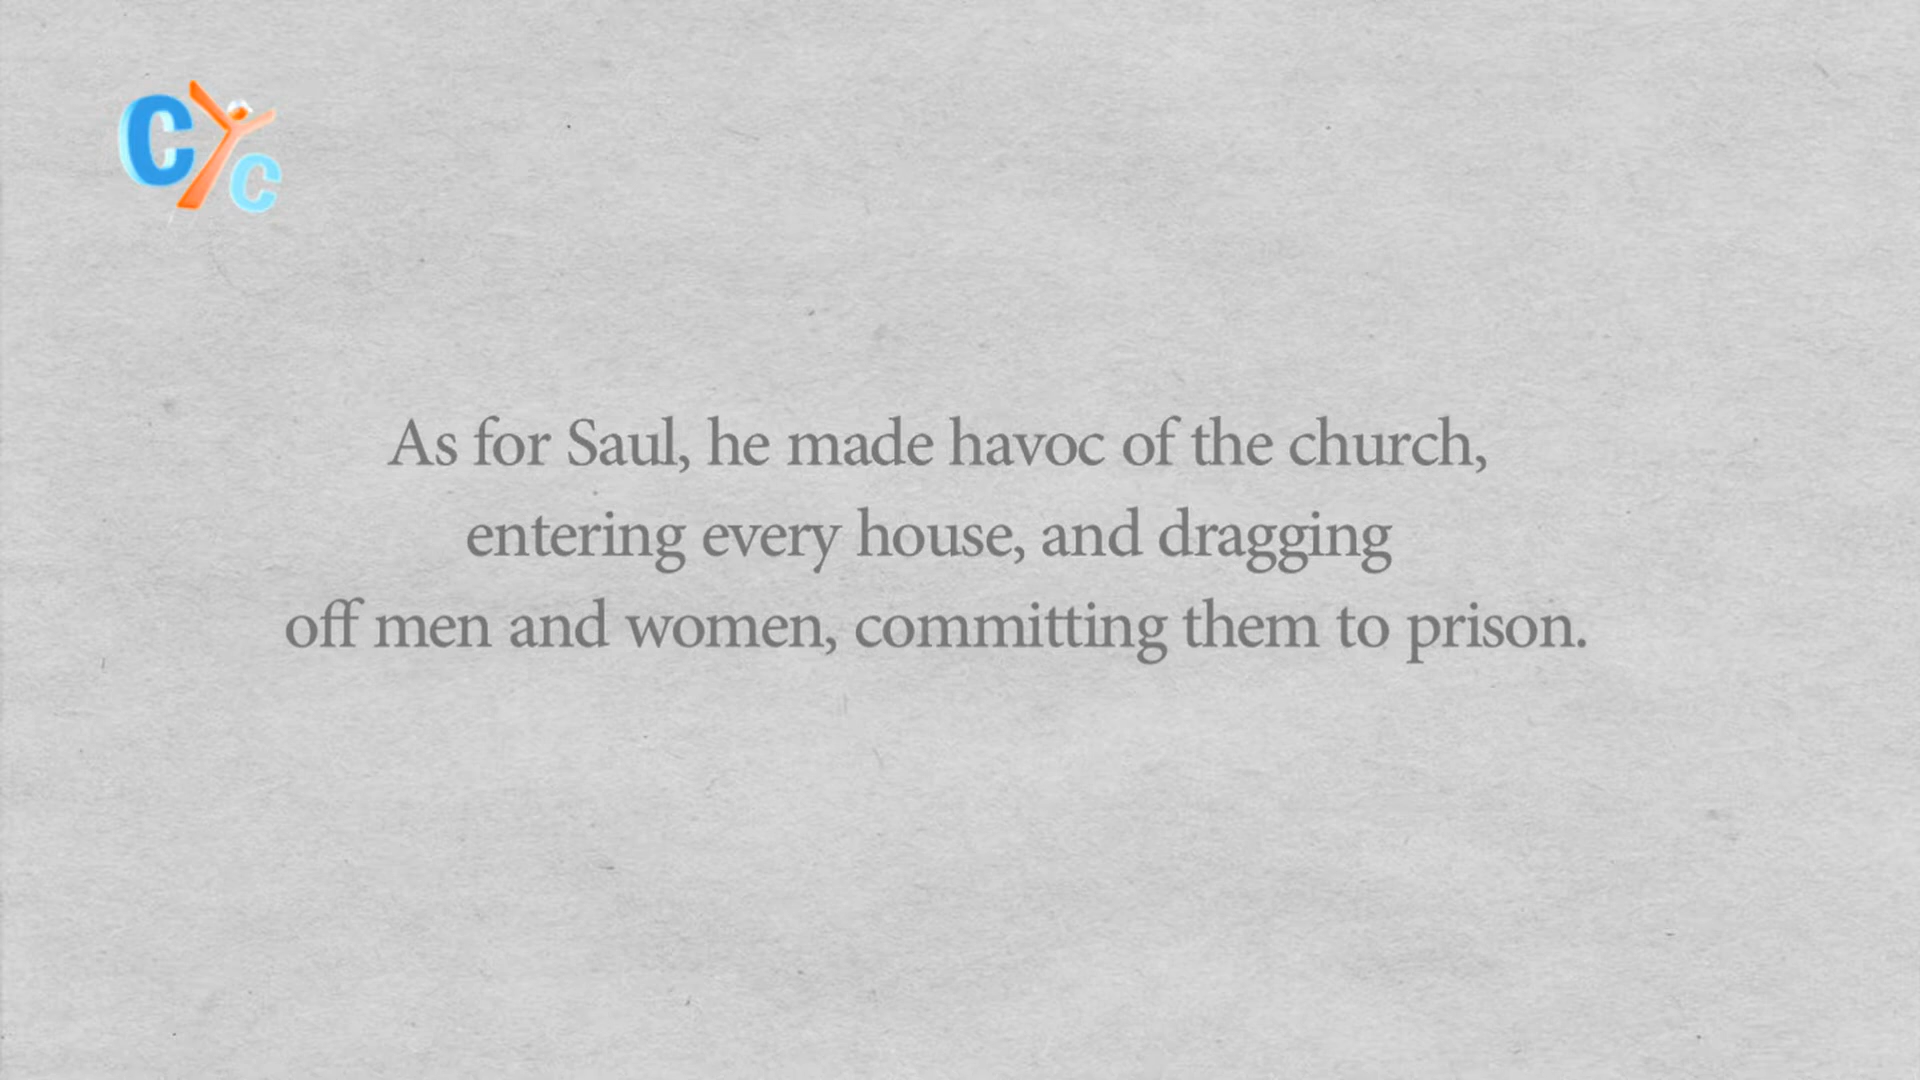 CYC
As for Saul, he made havoc of the church,
entering every house, and dragging
off men and women, committing them to prison.